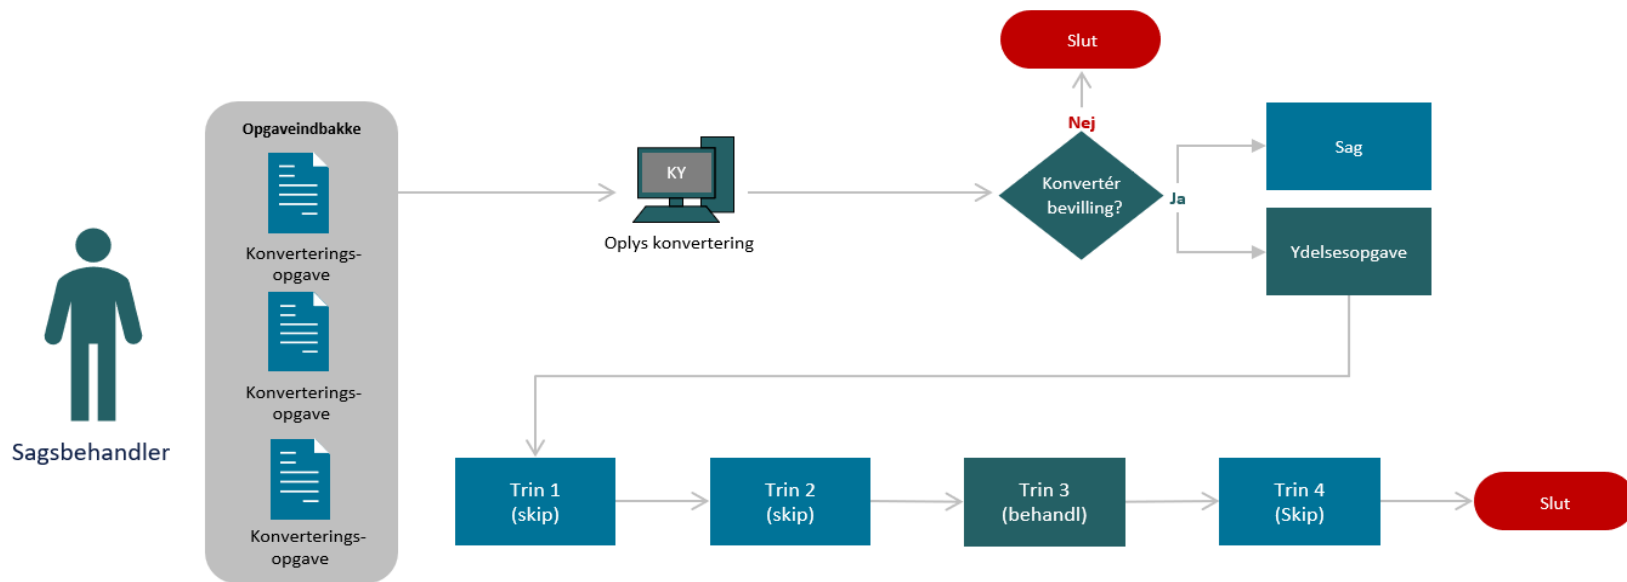 Sagsbehandler
Opgaveindbakke
Konverterings-
opgave
Konverterings-
opgave
Konverterings-
opgave
KY
Oplys konvertering
Slut
Nej
Konvertér
bevilling?
Ja
Sag
Ydelsesopgave
Trin 1
(skip)
Trin 2
(skip)
Trin 3
(behandl)
Trin 4
(Skip)
Slut